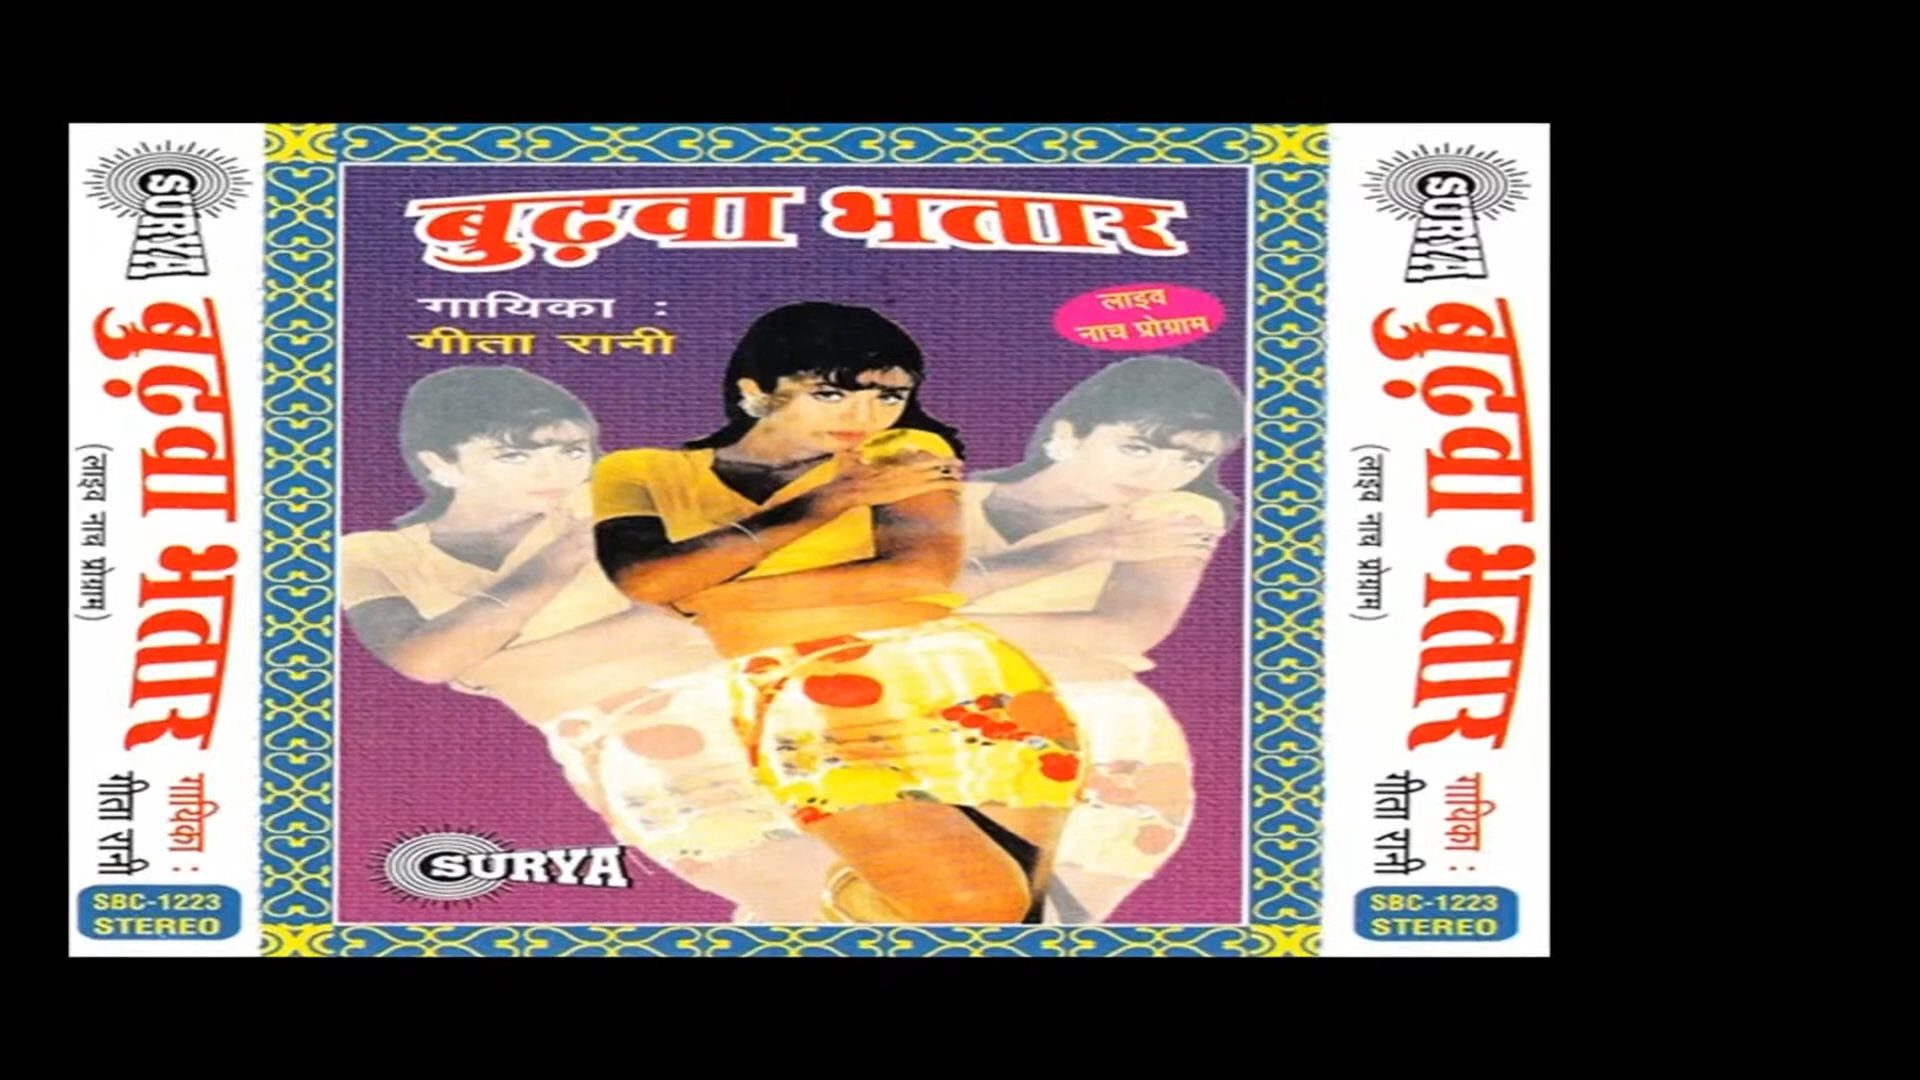 SURYA
बुढ़वा भतार
(लाइव नाच प्रोग्राम)
गायिका :
गीता रानी
SBC-1223
STEREO
बुढ़वा भतार
गायिका :
गीता रानी
लाइव
नाच प्रोग्राम
SURYA
SURYA
बुढ़वा भतार
(लाइव नाच प्रोग्राम)
गायिका :
गीता रानी
SBC-1223
STEREO